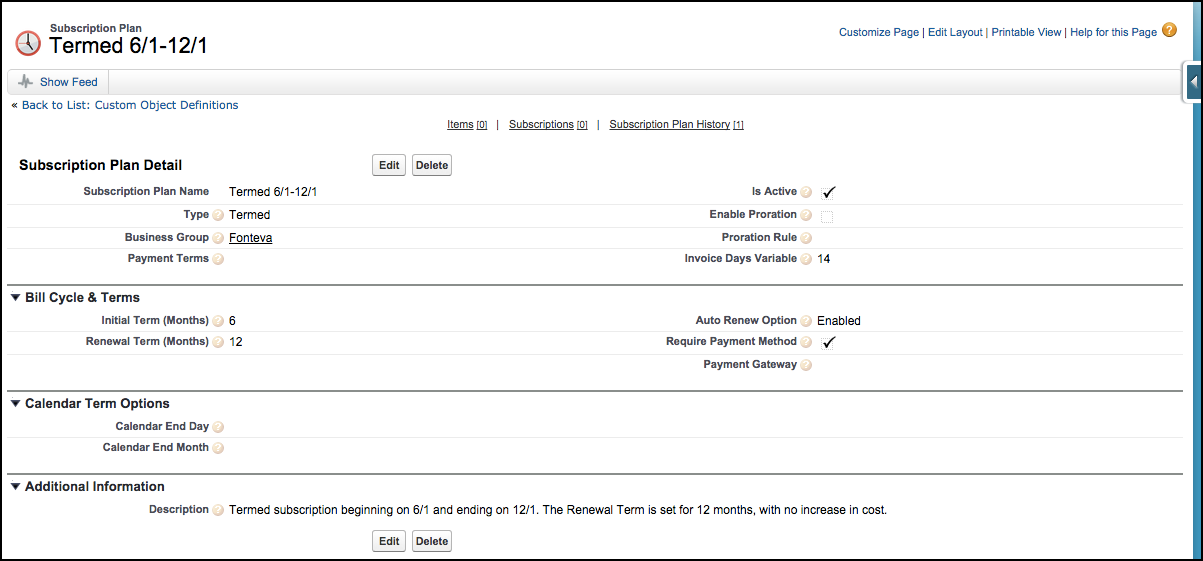 Subscription Plan
Termed 6/1-12/1
Customize Page | Edit Layout | Printable View | Help for this Page ?
Show Feed
« Back to List: Custom Object Definitions
Items [0] | Subscriptions [0] | Subscription Plan History [1]
Subscription Plan Detail Edit Delete
Subscription Plan Name Termed 6/1-12/1 Is Active ?
Type ? Termed Enable Proration ?
Business Group ? Fonteva Proration Rule ?
Payment Terms ? Invoice Days Variable ? 14
Bill Cycle & Terms
Initial Term (Months) ? 6 Auto Renew Option ? Enabled
Renewal Term (Months) ? 12 Require Payment Method ?
Payment Gateway ?
Calendar Term Options
Calendar End Day ?
Calendar End Month ?
Additional Information
Description ? Termed subscription beginning on 6/1 and ending on 12/1. The Renewal Term is set for 12 months, with no increase in cost.
Edit Delete